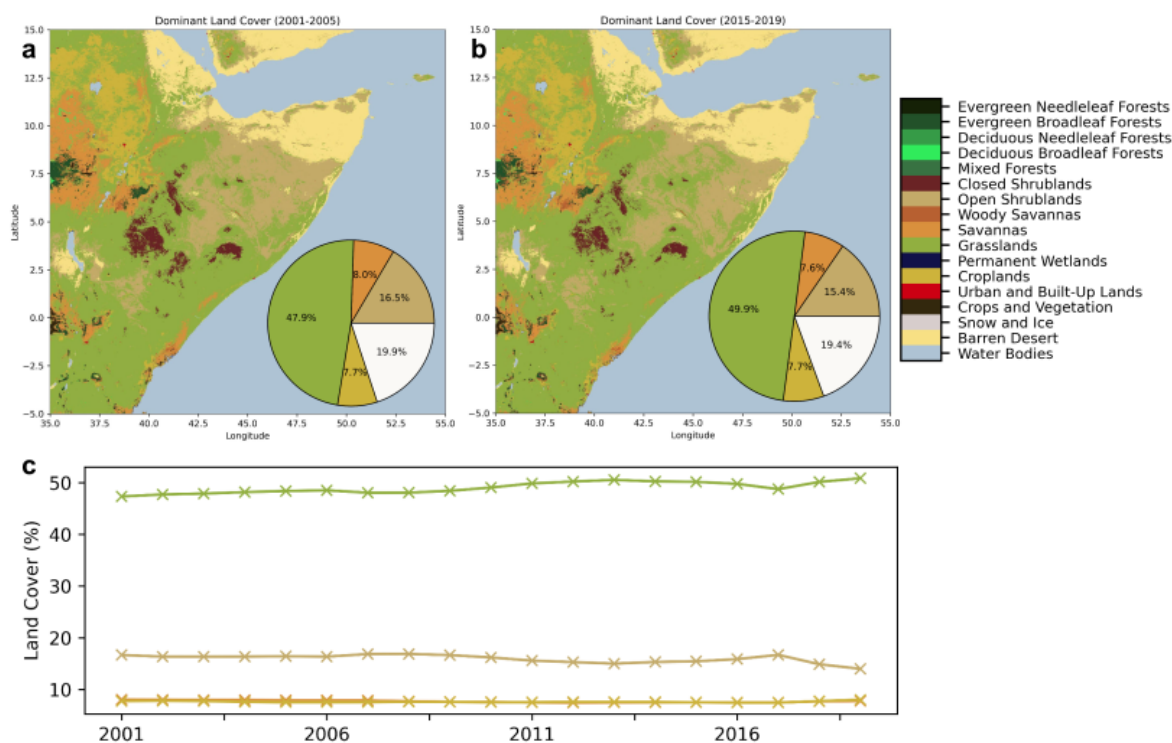 Dominant Land Cover (2001-2005)
a
15.0
12.5
10.0
7.5
5.0
2.5
0.0
−2.5
−5.0
Latitude
35.0 37.5 40.0 42.5 45.0 47.5 50.0 52.5 55.0
Longitude
47.9%
8.0%
16.5%
19.9%
7.7%
Dominant Land Cover (2015-2019)
b
15.0
12.5
10.0
7.5
5.0
2.5
0.0
−2.5
−5.0
Latitude
35.0 37.5 40.0 42.5 45.0 47.5 50.0 52.5 55.0
Longitude
49.9%
7.6%
15.4%
19.4%
7.7%
Evergreen Needleleaf Forests
Evergreen Broadleaf Forests
Deciduous Needleleaf Forests
Deciduous Broadleaf Forests
Mixed Forests
Closed Shrublands
Open Shrublands
Woody Savannas
Savannas
Grasslands
Permanent Wetlands
Croplands
Urban and Built-Up Lands
Crops and Vegetation
Snow and Ice
Barren Desert
Water Bodies
c
50
40
30
20
10
Land Cover (%)
2001 2006 2011 2016